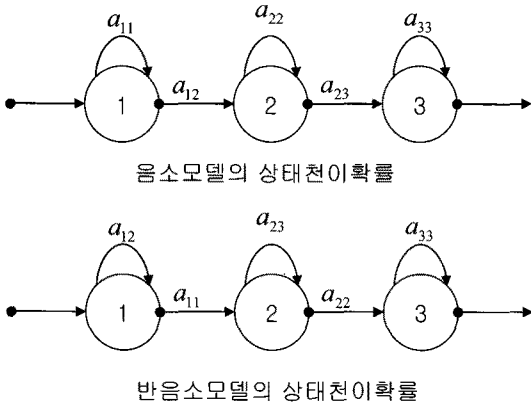 a11 a22 a33
1 a12 2 a23 3
음소모델의 상태천이확률
a12 a23 a33
1 a11 2 a22 3
반음소모델의 상태천이확률